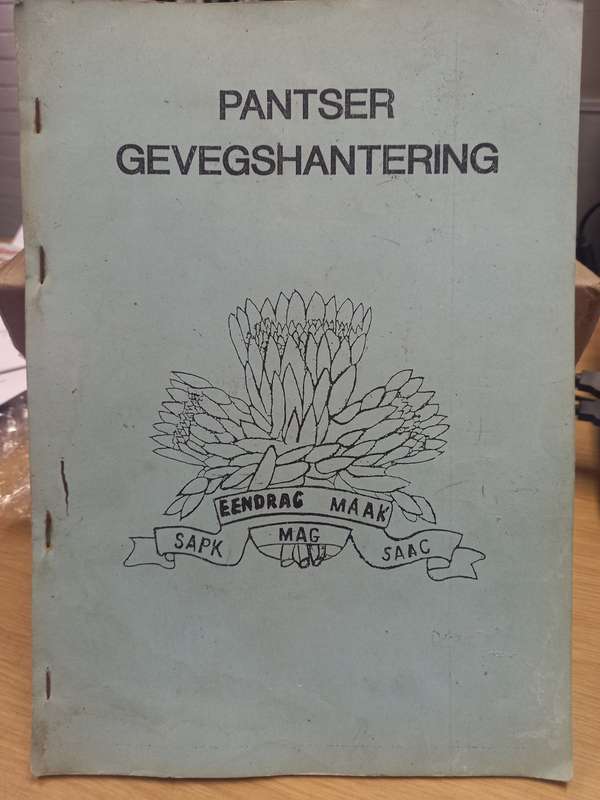 PANTSER
GEVEGSHANTERING
EENDRAG MAAK
MAG
SAPK
SAAC